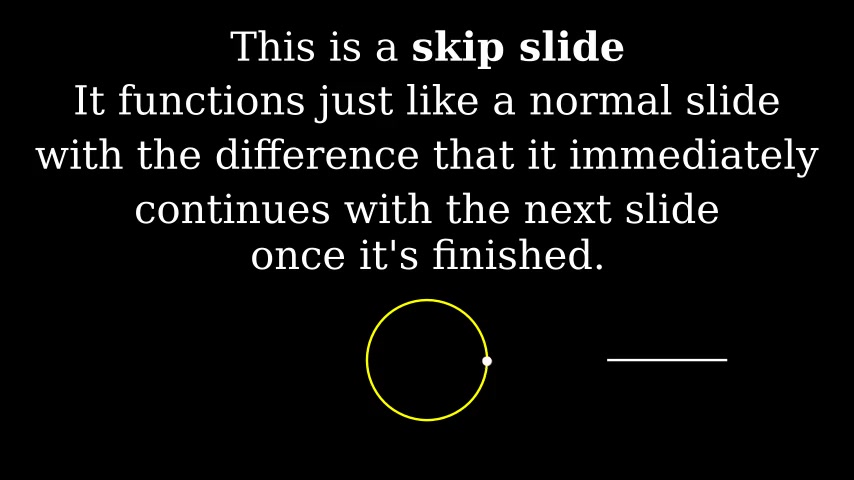 This is a skip slide
It functions just like a normal slide
with the difference that it immediately
continues with the next slide
once it's finished.